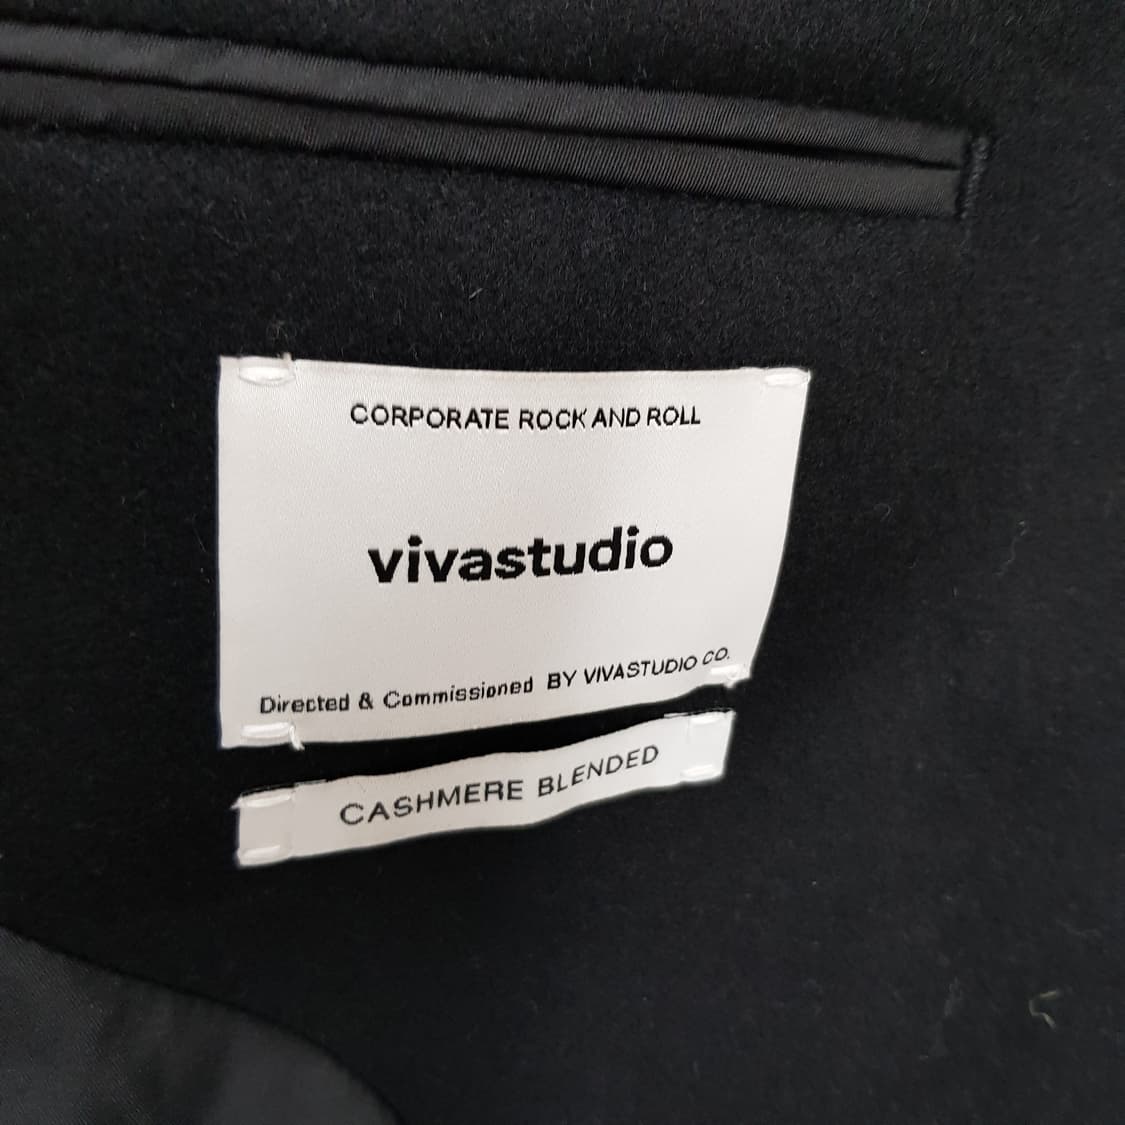 CORPORATE ROCK AND ROLL
vivastudio
Directed & Commissioned BY VIVASTUDIO CO.
CASHMERE BLENDED